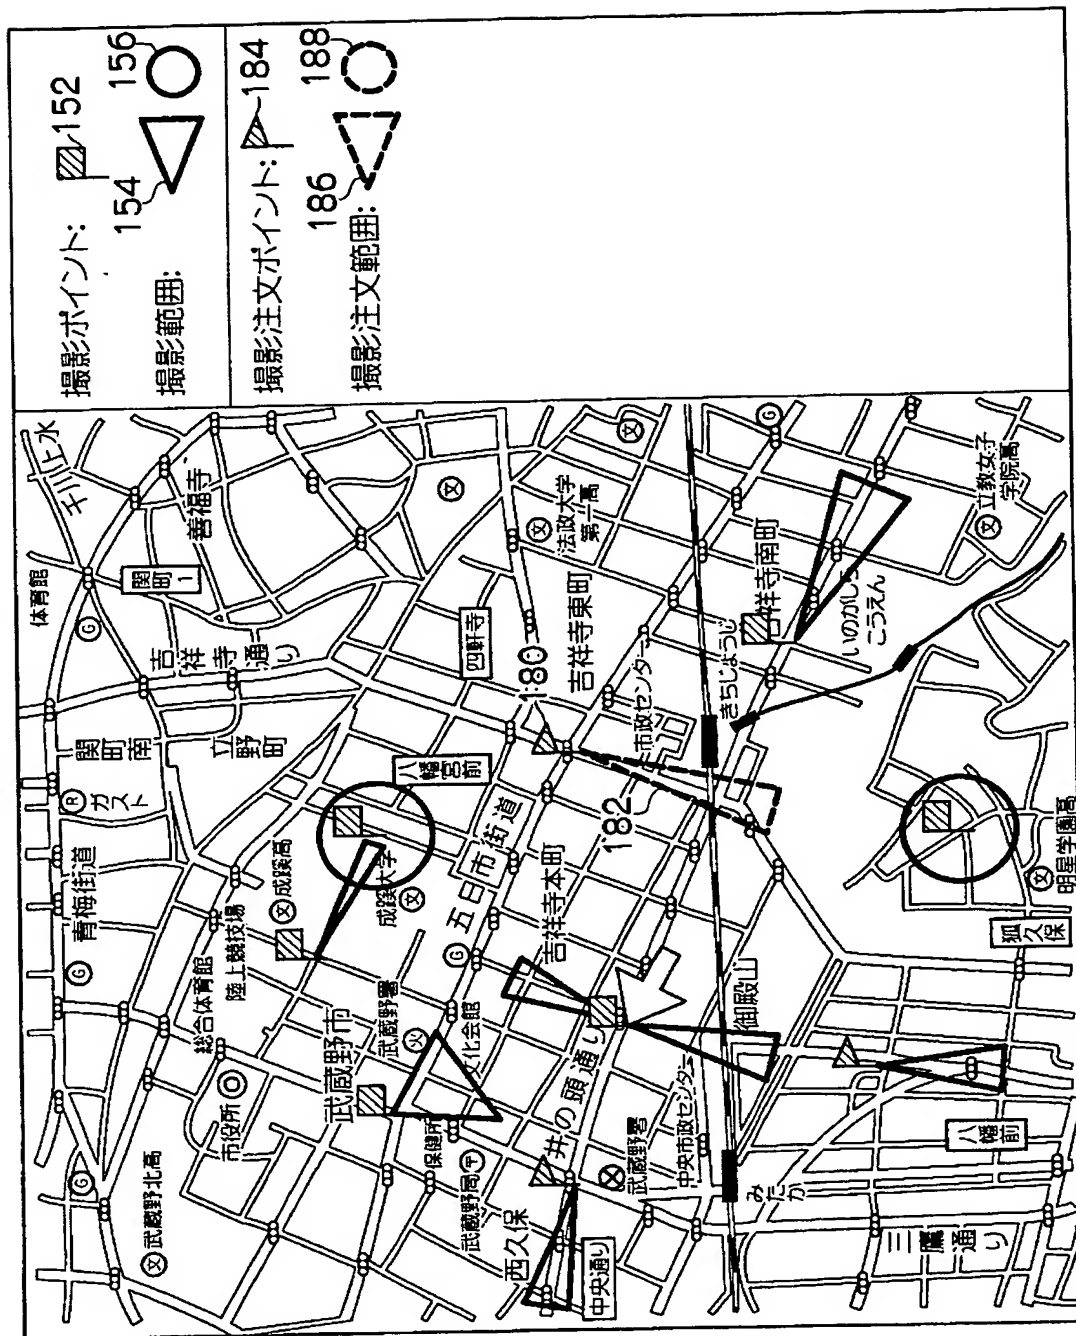 撮影ポイント: 152
撮影範囲: 154 156
撮影注文ポイント: 184
撮影注文範囲: 186 188
千川上水
善福寺
関町1
体育館
G
吉祥寺通り
関町南
立野町
R ガスト
青梅街道
G
四軒寺
180
吉祥寺東町
文
文
文 法政大学第一高
G
八幡宮前
五日市街道
市政センター
182
吉祥寺本町
きちじょうじ
吉祥寺南町
いのかしらこうえん
文 立教女子学院高
成蹊大学
文
文 成蹊高
陸上競技場
総合体育館
市役所
武蔵野市
武蔵野署
火
文化会館
G
井の頭通り
御殿山
文 明星学園高
狐久保
G
文 武蔵野北高
保健所
武蔵野局 〒
西久保
中央通り
武蔵野署
中央市政センター
みたか
八幡前
三鷹通り